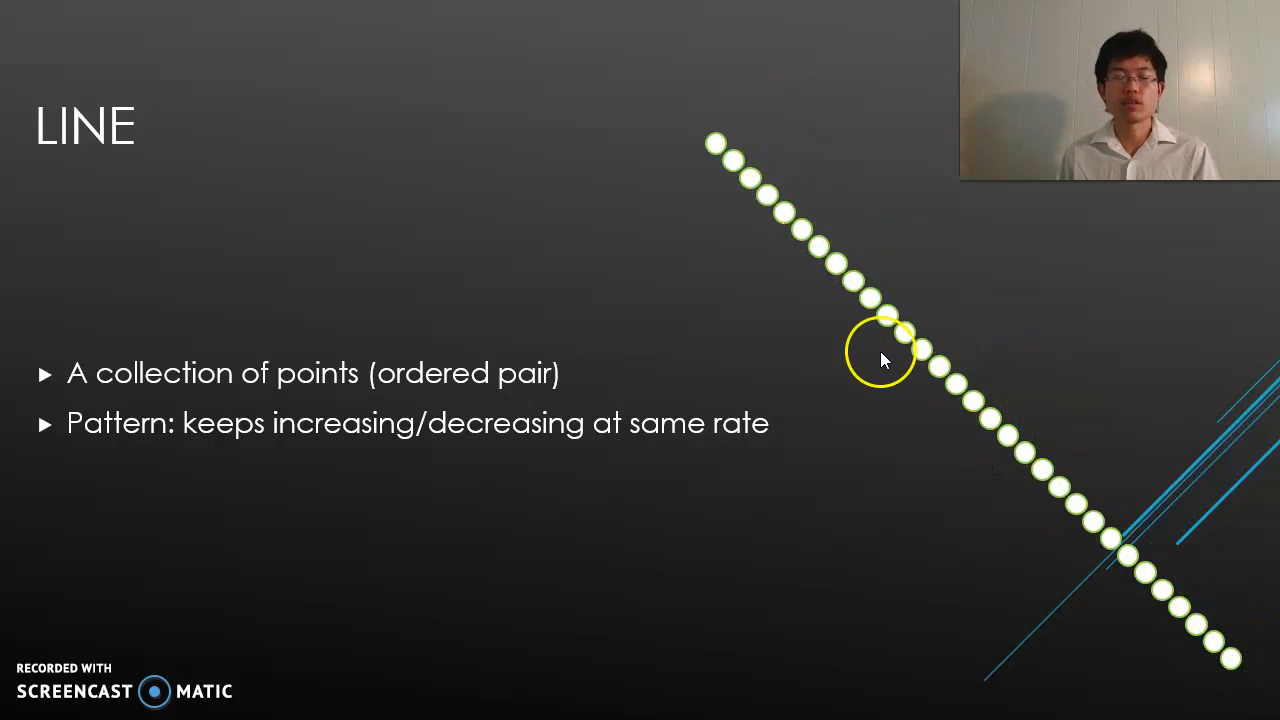 LINE
A collection of points (ordered pair)
Pattern: keeps increasing/decreasing at same rate
RECORDED WITH
SCREENCAST MATIC